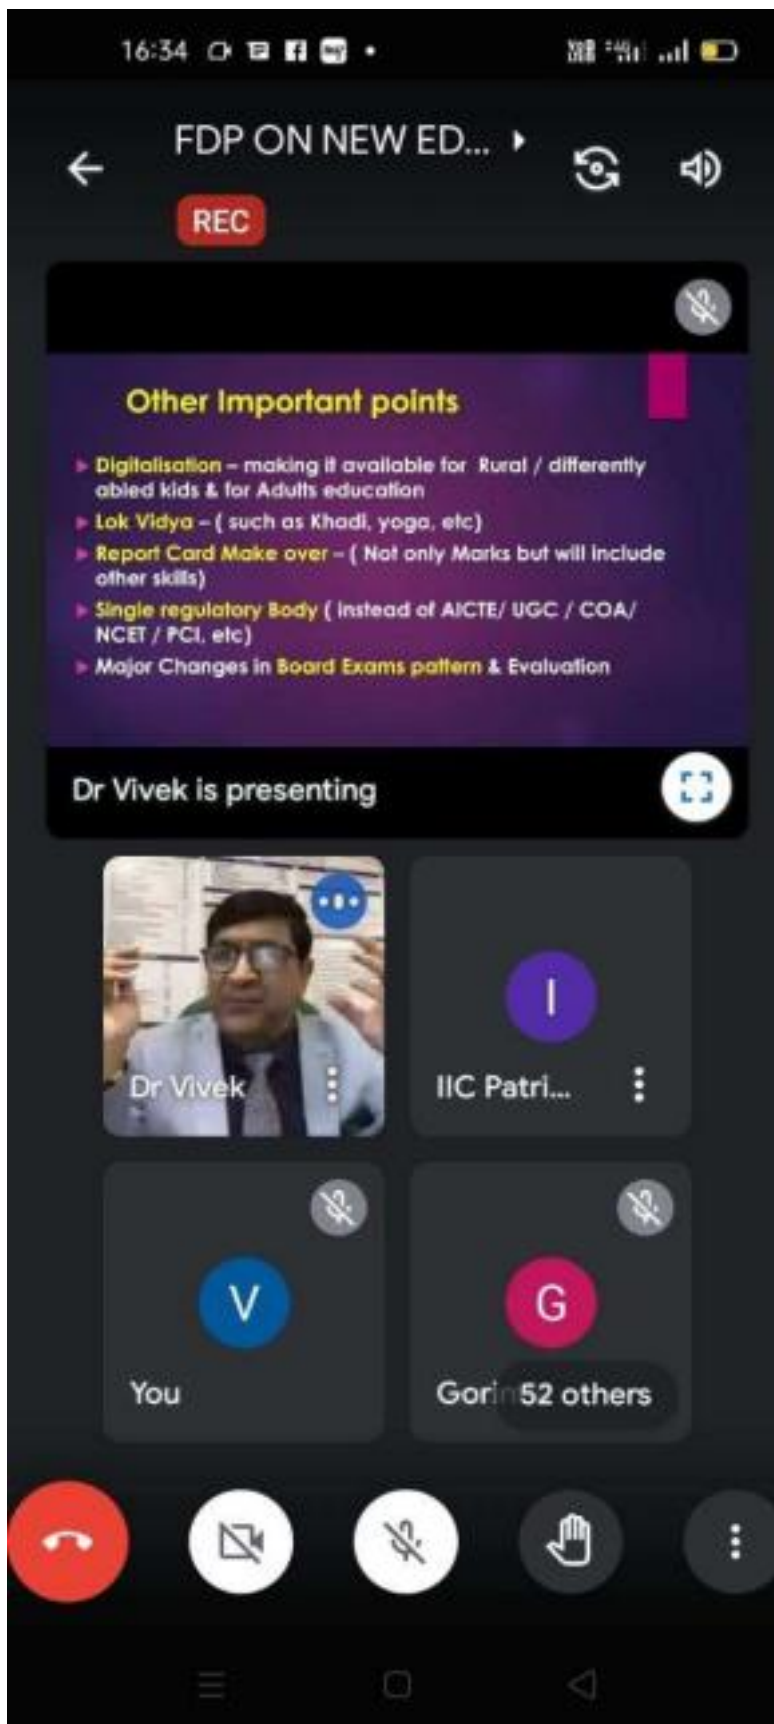 16:34
FDP ON NEW ED...
REC
Other Important points
Digitalisation – making it available for Rural / differently
abled kids & for Adults education
Lok Vidya – ( such as Khadi, yoga, etc)
Report Card Make over – ( Not only Marks but will include
other skills)
Single regulatory Body ( instead of AICTE/ UGC / COA/
NCET / PCI, etc)
Major Changes in Board Exams pattern & Evaluation
Dr Vivek is presenting
Dr Vivek
I
IIC Patri...
V
You
G
Gorin
52 others